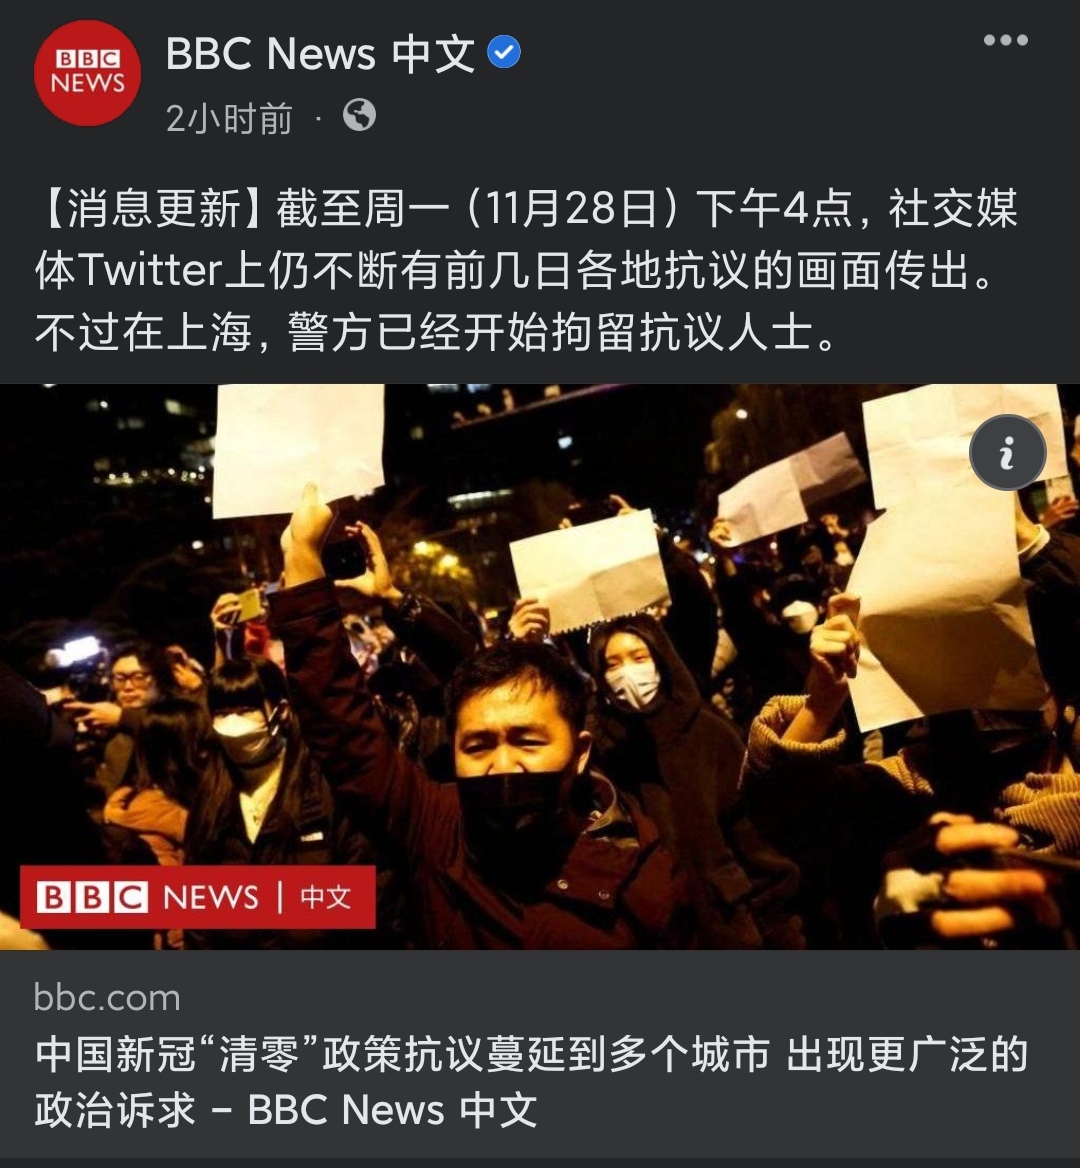 BBC
NEWS
BBC News 中文
2小时前 ·
【消息更新】截至周一（11月28日）下午4点，社交媒
体Twitter上仍不断有前几日各地抗议的画面传出。
不过在上海，警方已经开始拘留抗议人士。
i
BBC NEWS | 中文
bbc.com
中国新冠“清零”政策抗议蔓延到多个城市 出现更广泛的
政治诉求 – BBC News 中文